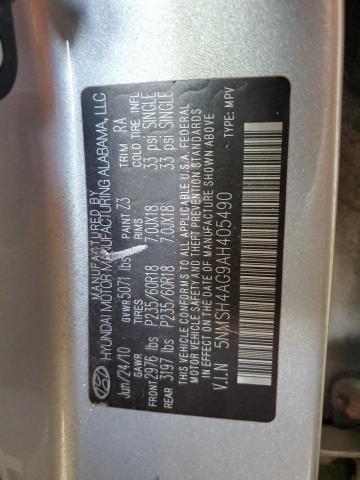 MANUFACTURED BY
HYUNDAI MOTOR MANUFACTURING ALABAMA, LLC
Jun/24/10 GVWR 5071 lbs PAINT Z3 TRIM RA
GAWR TIRES RIMS COLD TIRE INFL
FRONT 2976 lbs P235/60R18 7.0JX18 33 psi SINGLE
REAR 3197 lbs P235/60R18 7.0JX18 33 psi SINGLE
THIS VEHICLE CONFORMS TO ALL APPLICABLE U.S.A. FEDERAL
MOTOR VEHICLE SAFETY AND THEFT PREVENTION STANDARDS
IN EFFECT ON THE DATE OF MANUFACTURE SHOWN ABOVE
V.I.N 5NMSH4AG9AH405490 TYPE: MPV